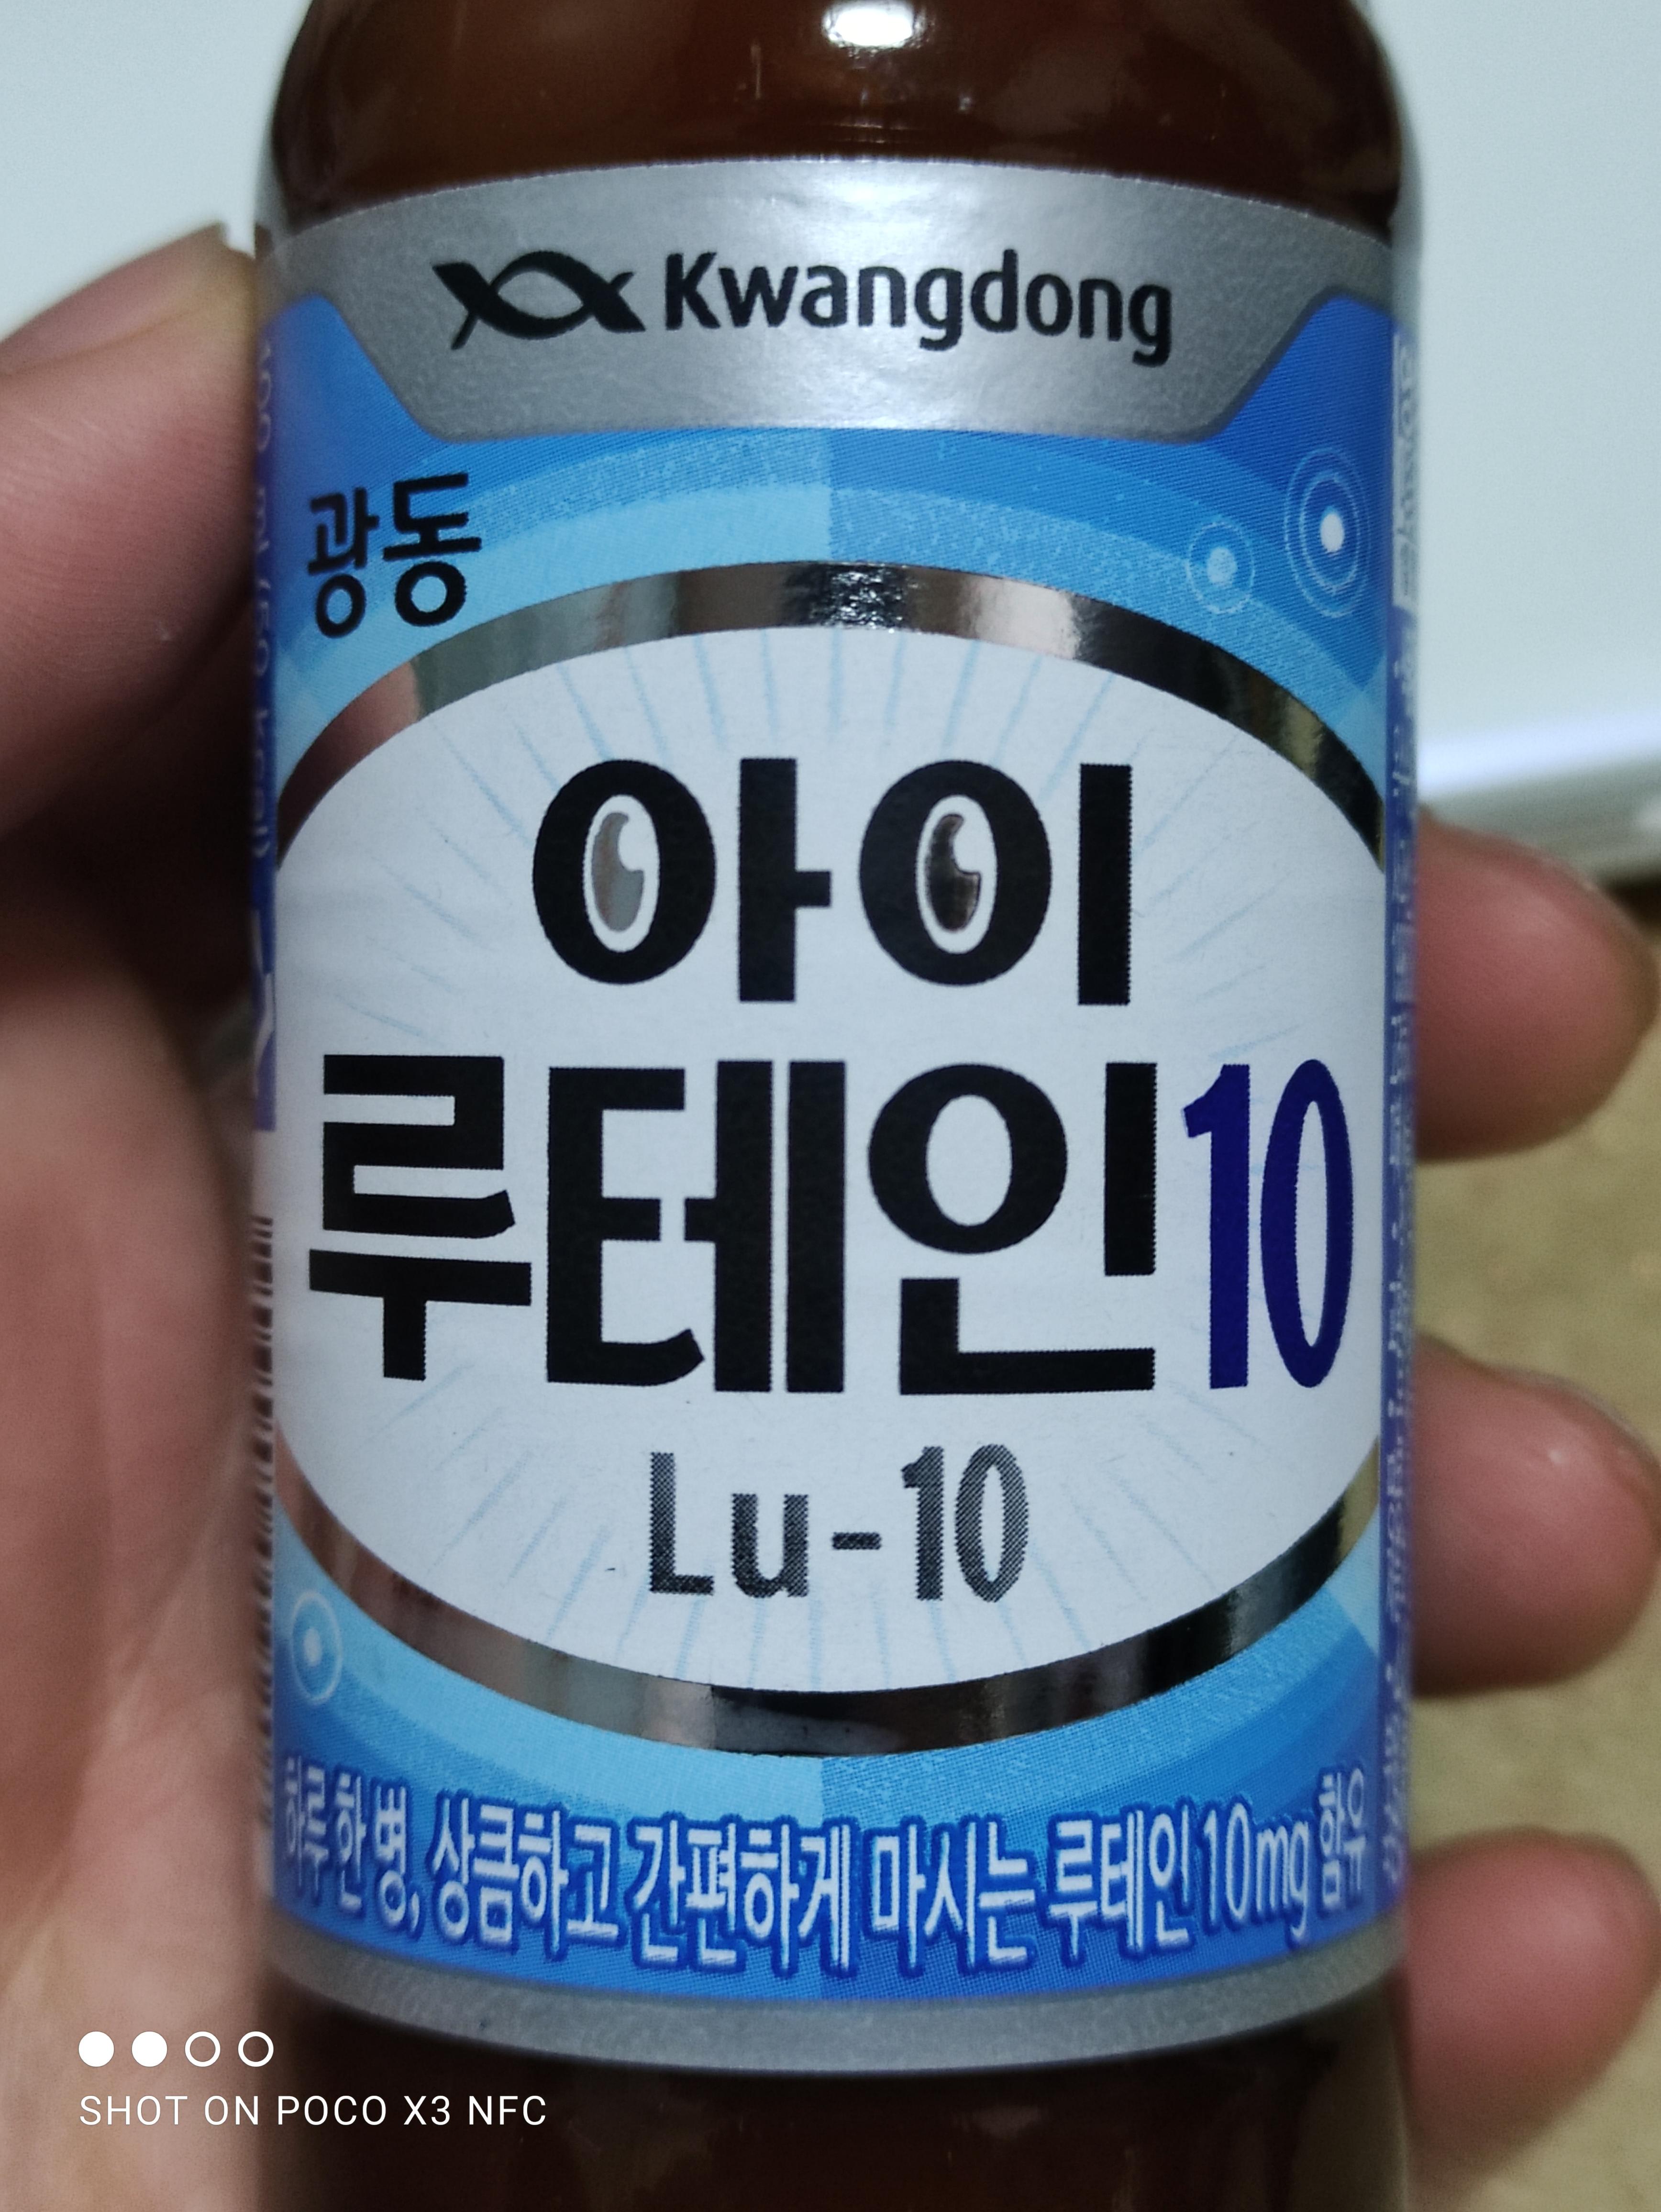 Kwangdong
광동
아이
루테인10
Lu-10
하루 한 병, 상큼하고 간편하게 마시는 루테인 10mg 함유
SHOT ON POCO X3 NFC